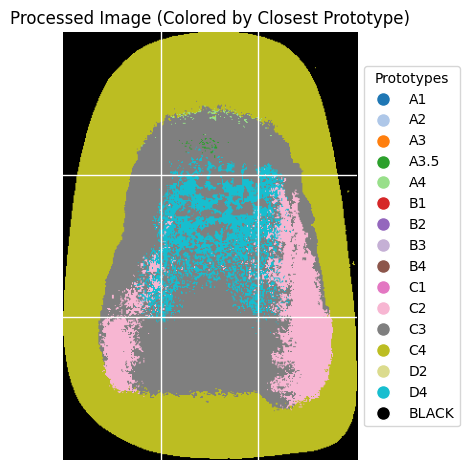 Processed Image (Colored by Closest Prototype)
Prototypes
A1
A2
A3
A3.5
A4
B1
B2
B3
B4
C1
C2
C3
C4
D2
D4
BLACK